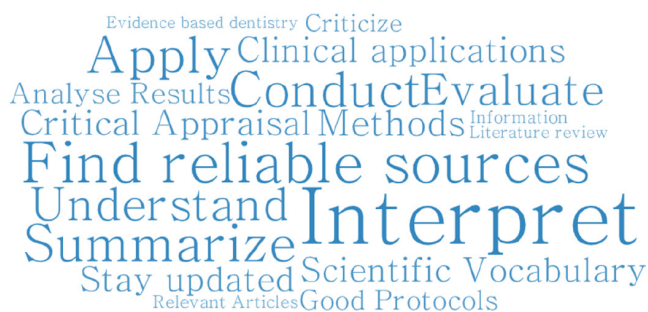 Evidence based dentistry Criticize
Apply Clinical applications
Analyse Results Conduct Evaluate
Critical Appraisal Methods Information
Literature review
Find reliable sources
Understand Interpret
Summarize
Stay updated Scientific Vocabulary
Relevant Articles Good Protocols